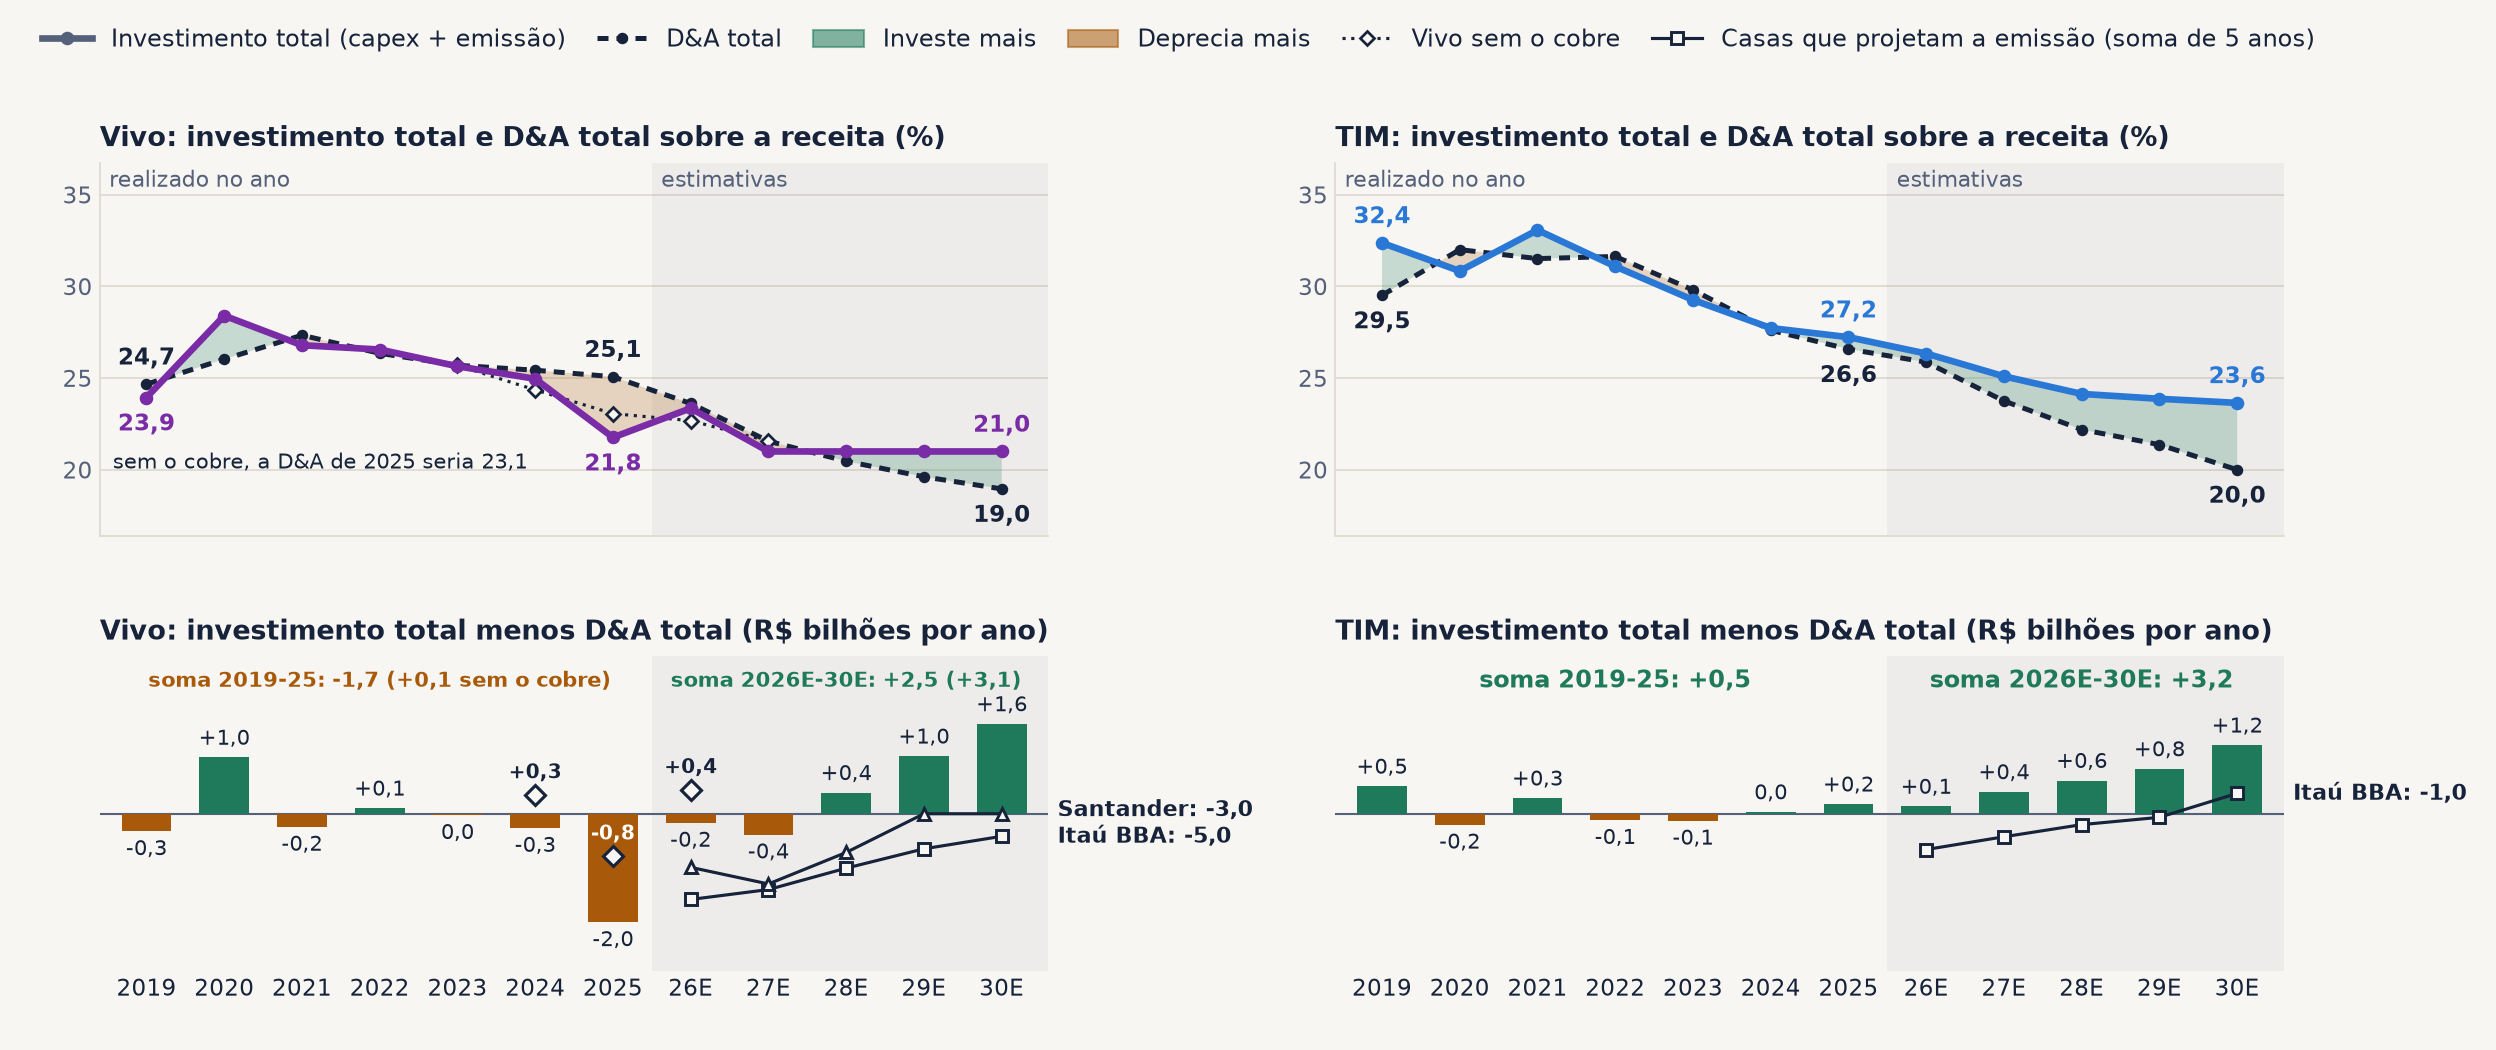 Investimento total (capex + emissão) D&A total Investe mais Deprecia mais Vivo sem o cobre Casas que projetam a emissão (soma de 5 anos)
Vivo: investimento total e D&A total sobre a receita (%)
realizado no ano
estimativas
35
30
25
20
24,7
23,9
25,1
21,8
21,0
19,0
sem o cobre, a D&A de 2025 seria 23,1
TIM: investimento total e D&A total sobre a receita (%)
realizado no ano
estimativas
35
30
25
20
32,4
29,5
27,2
26,6
23,6
20,0
Vivo: investimento total menos D&A total (R$ bilhões por ano)
soma 2019-25: -1,7 (+0,1 sem o cobre)
soma 2026E-30E: +2,5 (+3,1)
-0,3
+1,0
-0,2
+0,1
0,0
+0,3
-0,3
-0,8
-2,0
+0,4
-0,2
-0,4
+0,4
+1,0
+1,6
Santander: -3,0
Itaú BBA: -5,0
2019 2020 2021 2022 2023 2024 2025 26E 27E 28E 29E 30E
TIM: investimento total menos D&A total (R$ bilhões por ano)
soma 2019-25: +0,5
soma 2026E-30E: +3,2
+0,5
-0,2
+0,3
-0,1
-0,1
0,0
+0,2
+0,1
+0,4
+0,6
+0,8
+1,2
Itaú BBA: -1,0
2019 2020 2021 2022 2023 2024 2025 26E 27E 28E 29E 30E